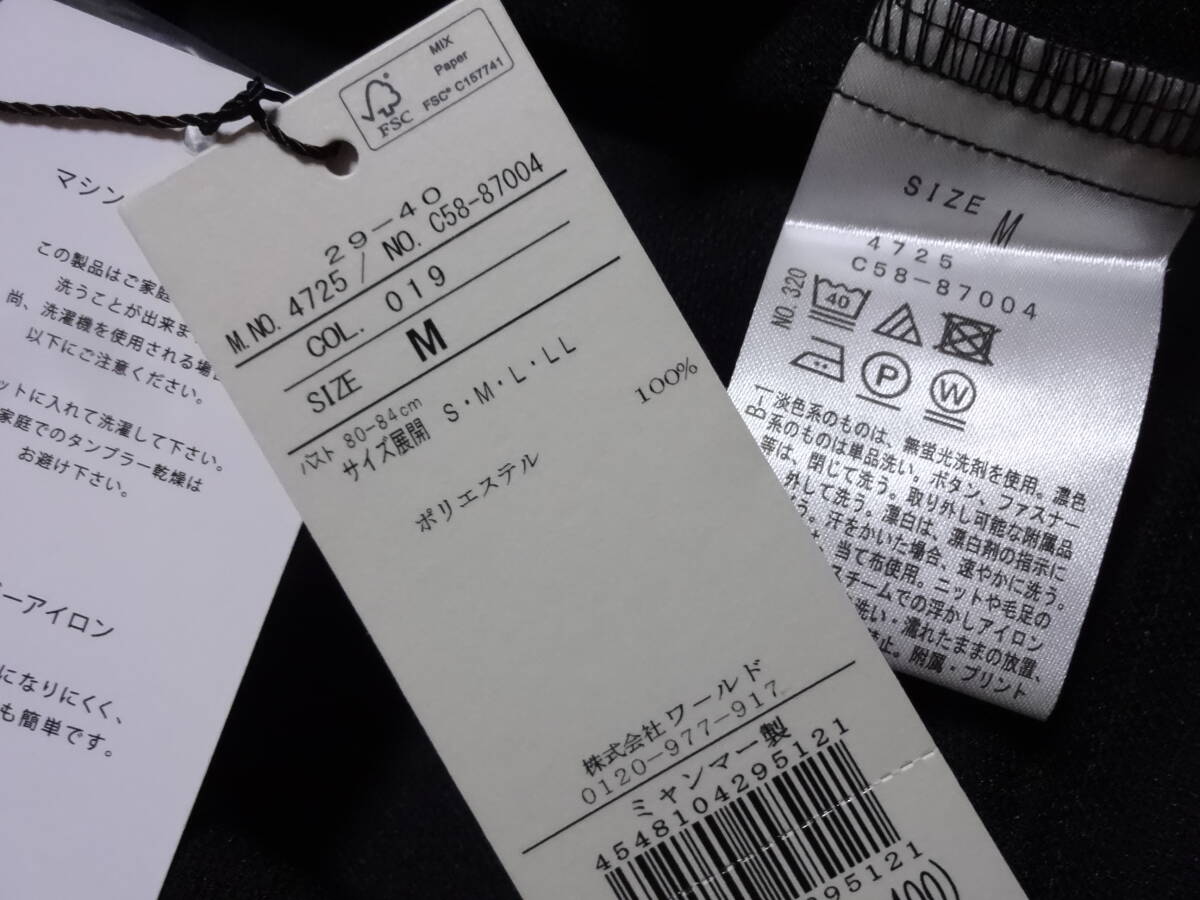 マシン
この製品はご家庭
洗うことが出来ま
尚、洗濯機を使用される場
以下にご注意ください。
ットに入れて洗濯して下さい。
家庭でのタンブラー乾燥は
お避け下さい。
ーアイロン
になりにくく、
も簡単です。
FSC
MIX
Paper
FSC® C157741
29-40
M.NO. 4725 / NO. C58-87004
COL. 019
SIZE M
バスト 80-84cm
サイズ展開 S・M・L・LL
ポリエステル 100%
株式会社ワールド
0120-977-917
ミャンマー製
4548104295121
95121
400)
SIZE M
4725
C58-87004
NO. 320
40
P
W
B1
淡色系のものは、無蛍光洗剤を使用。濃色
系のものは単品洗い。ボタン、ファスナー
等は、閉じて洗う。取り外し可能な附属品
外して洗う。漂白は、漂白剤の指示に
う。汗をかいた場合、速やかに洗う。
当て布使用。ニットや毛足の
スチームでの浮かしアイロン
洗い・濡れたままの放置、
禁止。附属・プリント